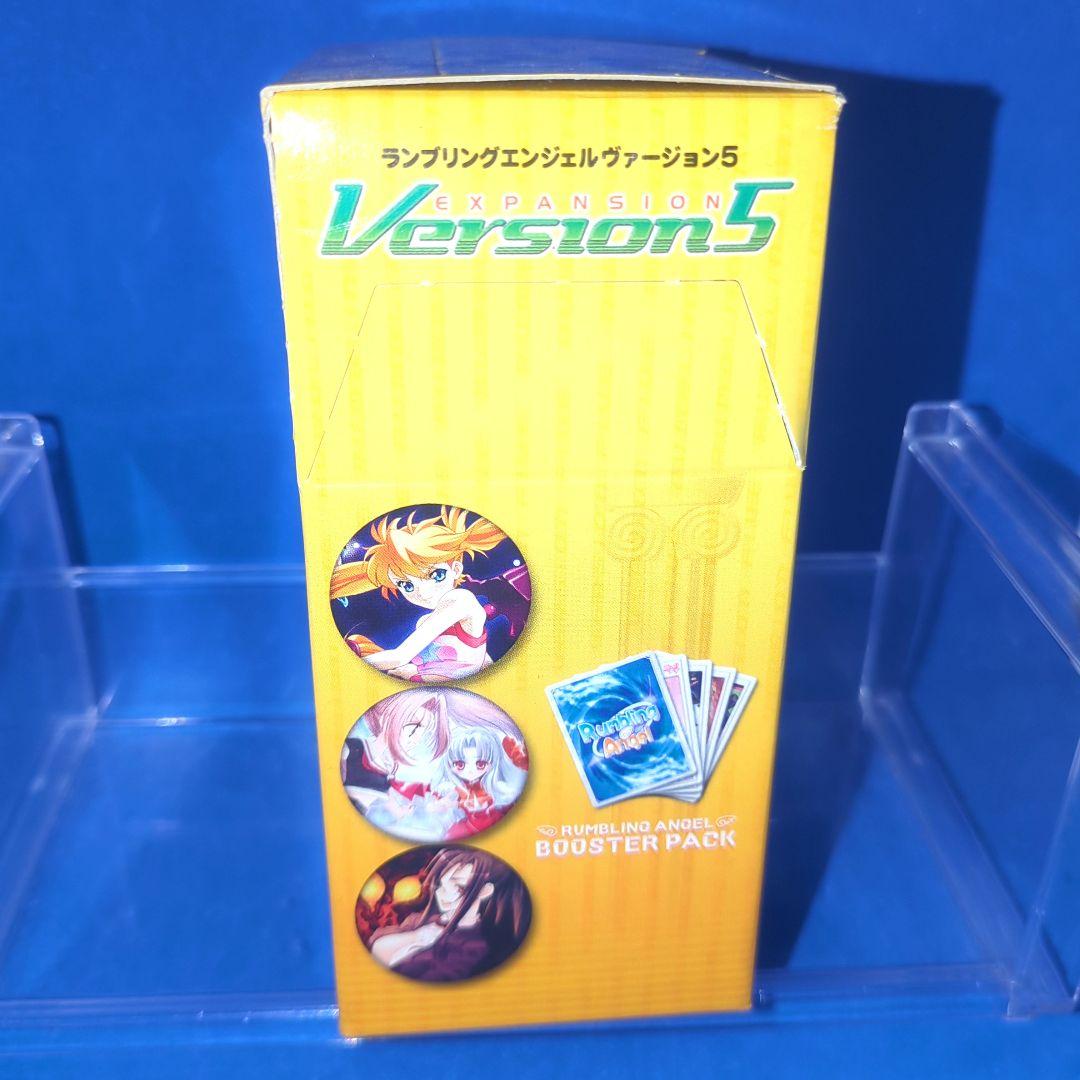 ランブリングエンジェル ヴァージョン5
EXPANSION
Version5
Rumbling
Angel
RUMBLING ANGEL
BOOSTER PACK